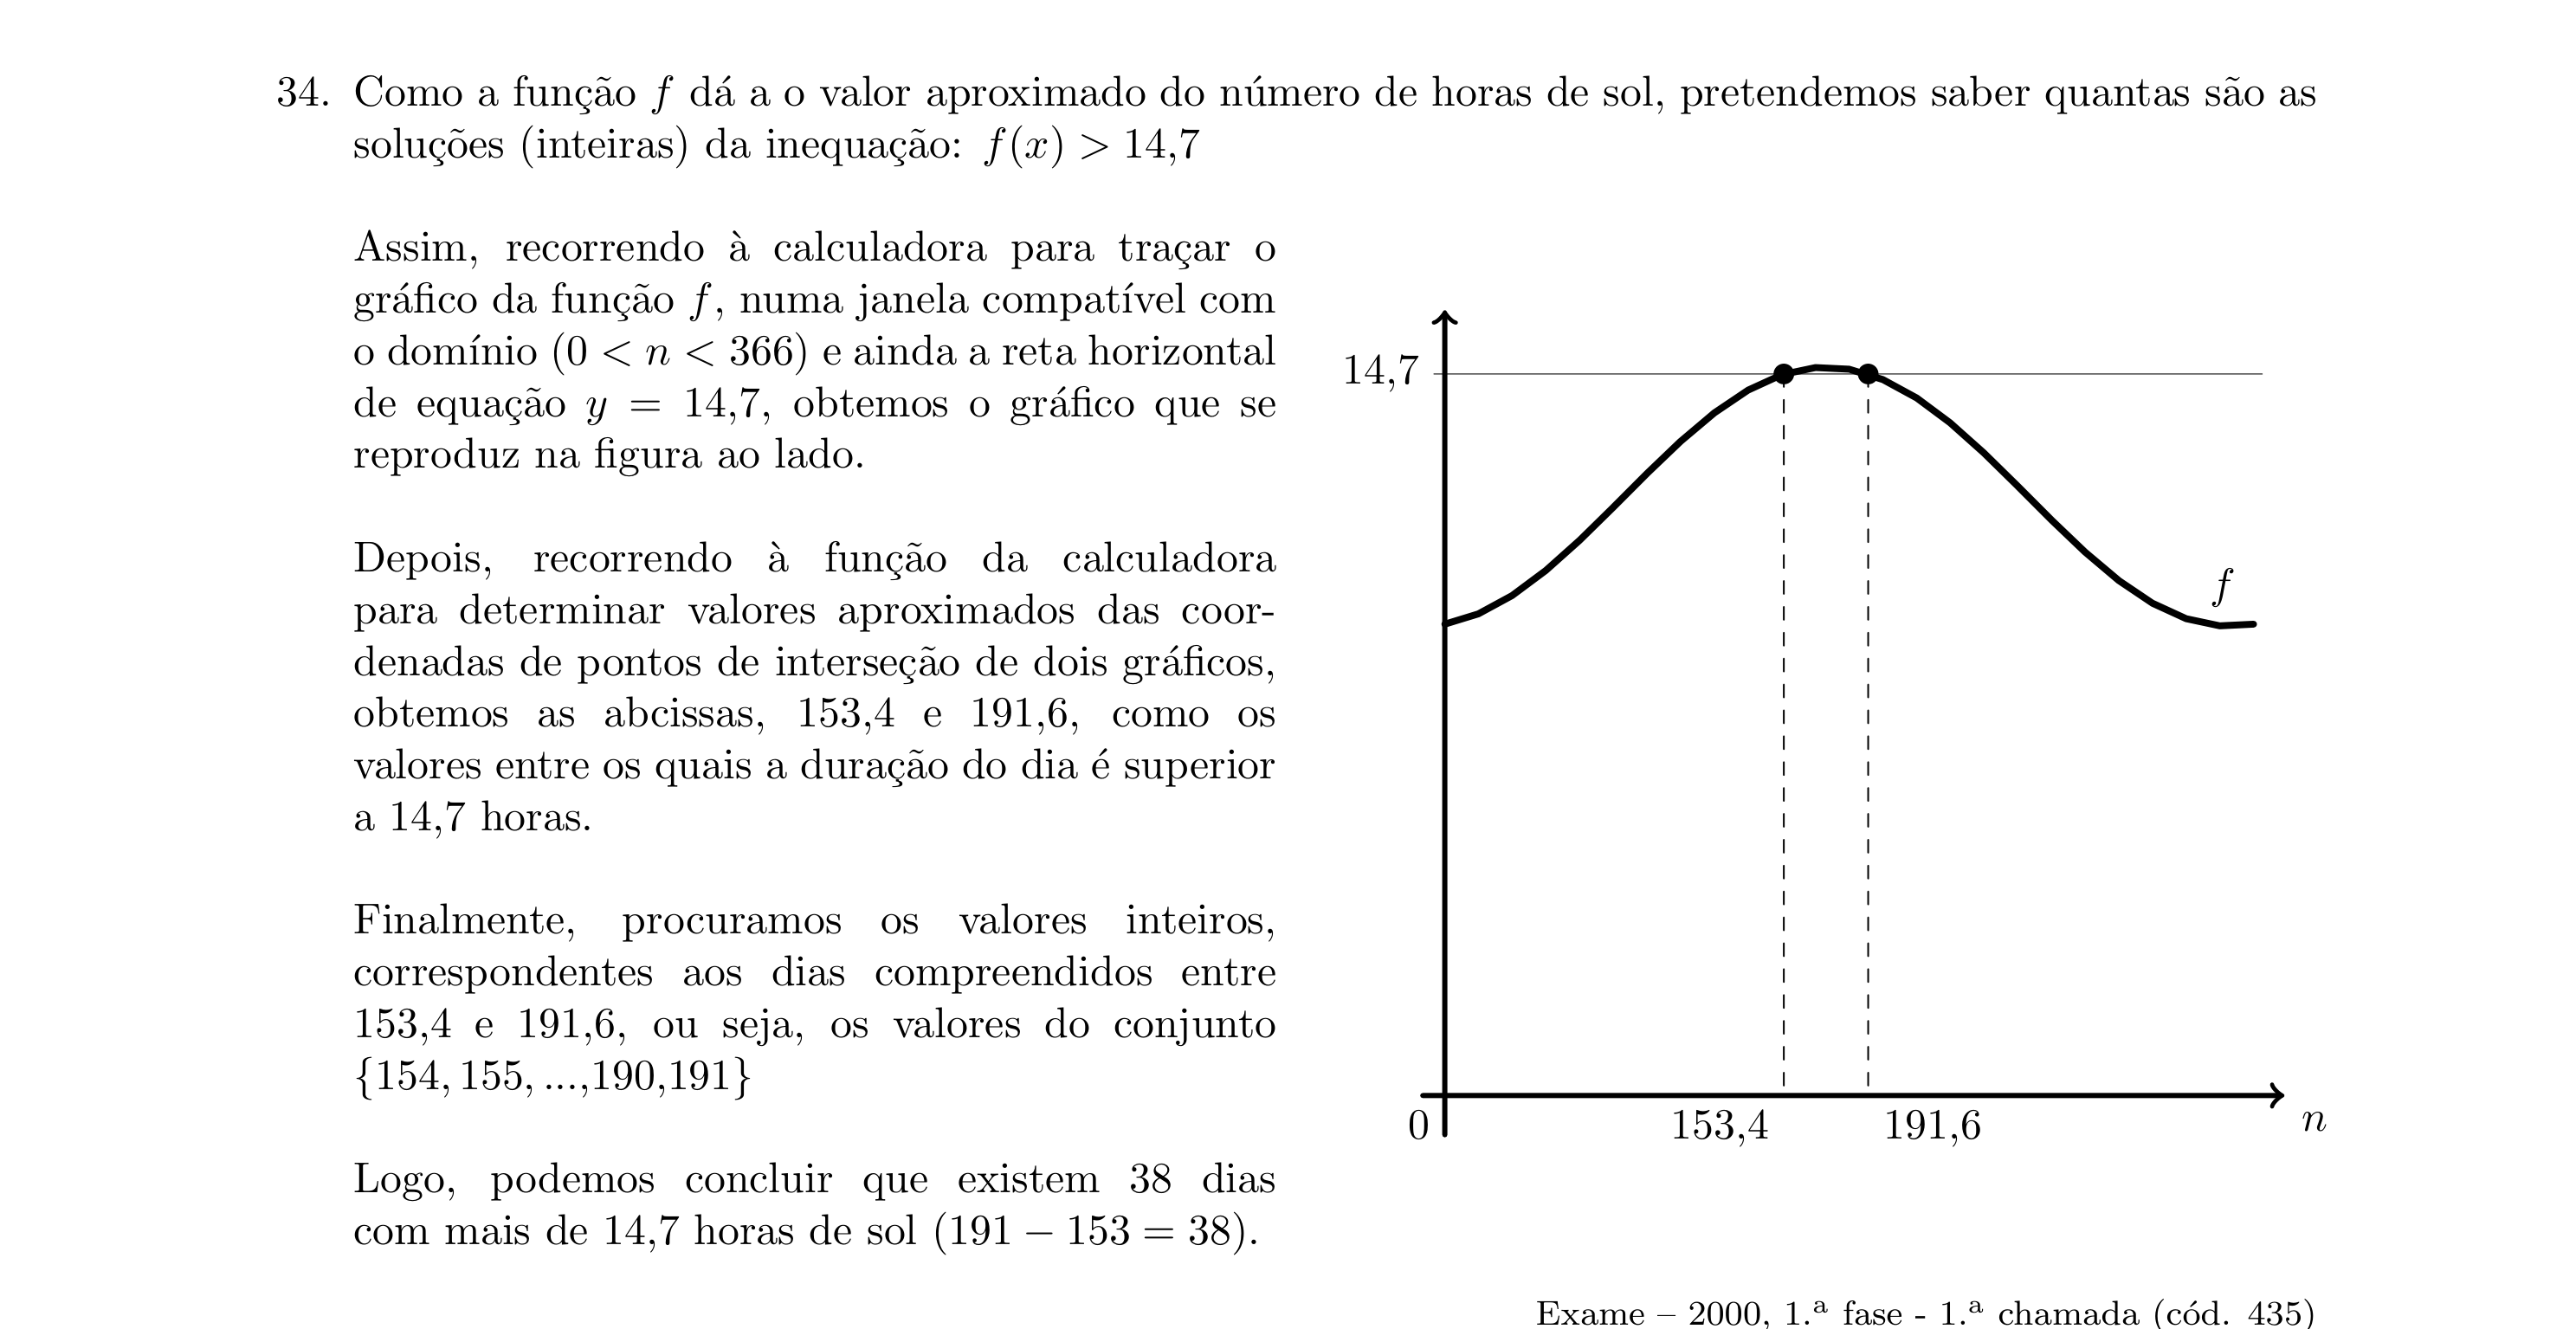 34. Como a função f dá a o valor aproximado do número de horas de sol, pretendemos saber quantas são as
soluções (inteiras) da inequação: f(x) > 14,7
Assim, recorrendo à calculadora para traçar o
gráfico da função f, numa janela compatível com
o domínio (0 < n < 366) e ainda a reta horizontal
de equação y = 14,7, obtemos o gráfico que se
reproduz na figura ao lado.
Depois, recorrendo à função da calculadora
para determinar valores aproximados das coor-
denadas de pontos de interseção de dois gráficos,
obtemos as abcissas, 153,4 e 191,6, como os
valores entre os quais a duração do dia é superior
a 14,7 horas.
Finalmente, procuramos os valores inteiros,
correspondentes aos dias compreendidos entre
153,4 e 191,6, ou seja, os valores do conjunto
{154, 155, ...,190,191}
Logo, podemos concluir que existem 38 dias
com mais de 14,7 horas de sol (191 − 153 = 38).
14,7
f
0
153,4
191,6
n
Exame – 2000, 1.ª fase - 1.ª chamada (cód. 435)